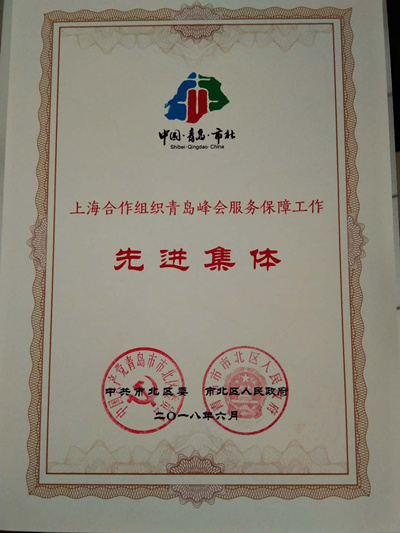 中国·青岛·市北
Shibei·Qingdao·China
上海合作组织青岛峰会服务保障工作
先进集体
中共市北区委 市北区人民政府
二〇一八年六月